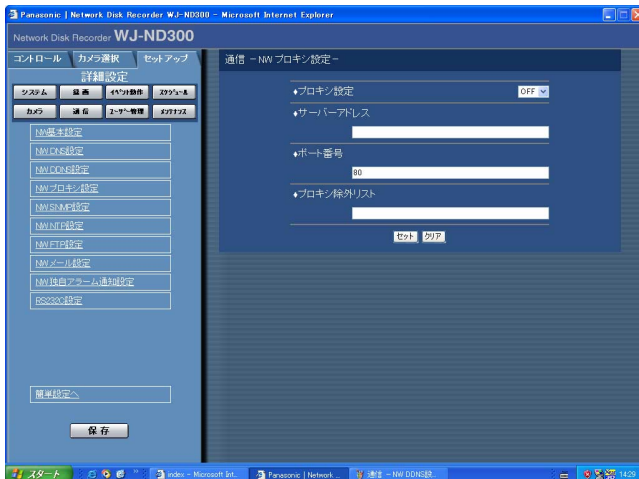 Panasonic | Network Disk Recorder WJ-ND300 - Microsoft Internet Explorer
Network Disk Recorder WJ-ND300
コントロール カメラ選択 セットアップ
詳細設定
システム 録画 ｲﾍﾞﾝﾄ動作 ｽｹｼﾞｭｰﾙ
カメラ 通信 ﾕｰｻﾞｰ管理 ﾒﾝﾃﾅﾝｽ
NW基本設定
NW DNS設定
NW DDNS設定
NW プロキシ設定
NW SNMP設定
NW NTP設定
NW FTP設定
NW メール設定
NW 独自アラーム通知設定
RS232C設定
簡単設定へ
保存
通信 －NW プロキシ設定－
♦プロキシ設定 OFF
♦サーバーアドレス
♦ポート番号
80
♦プロキシ除外リスト
セット クリア
スタート index - Microsoft Int... Panasonic | Network ... 通信 －NW DDNS設... 14:29